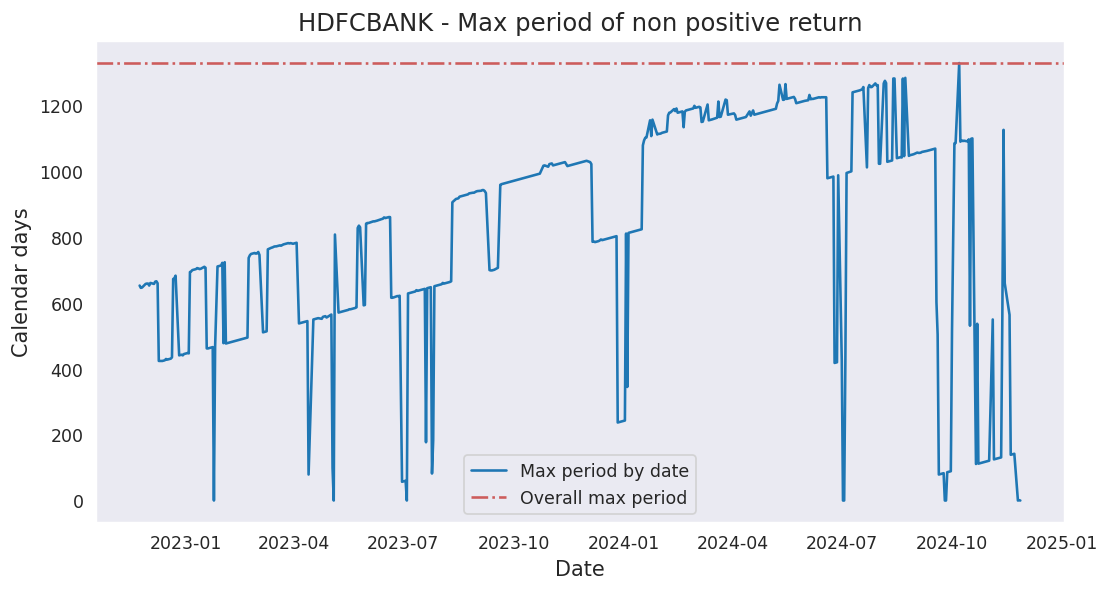 HDFCBANK - Max period of non positive return
Calendar days
1200
1000
800
600
400
200
0
Max period by date
Overall max period
2023-01 2023-04 2023-07 2023-10 2024-01 2024-04 2024-07 2024-10 2025-01
Date